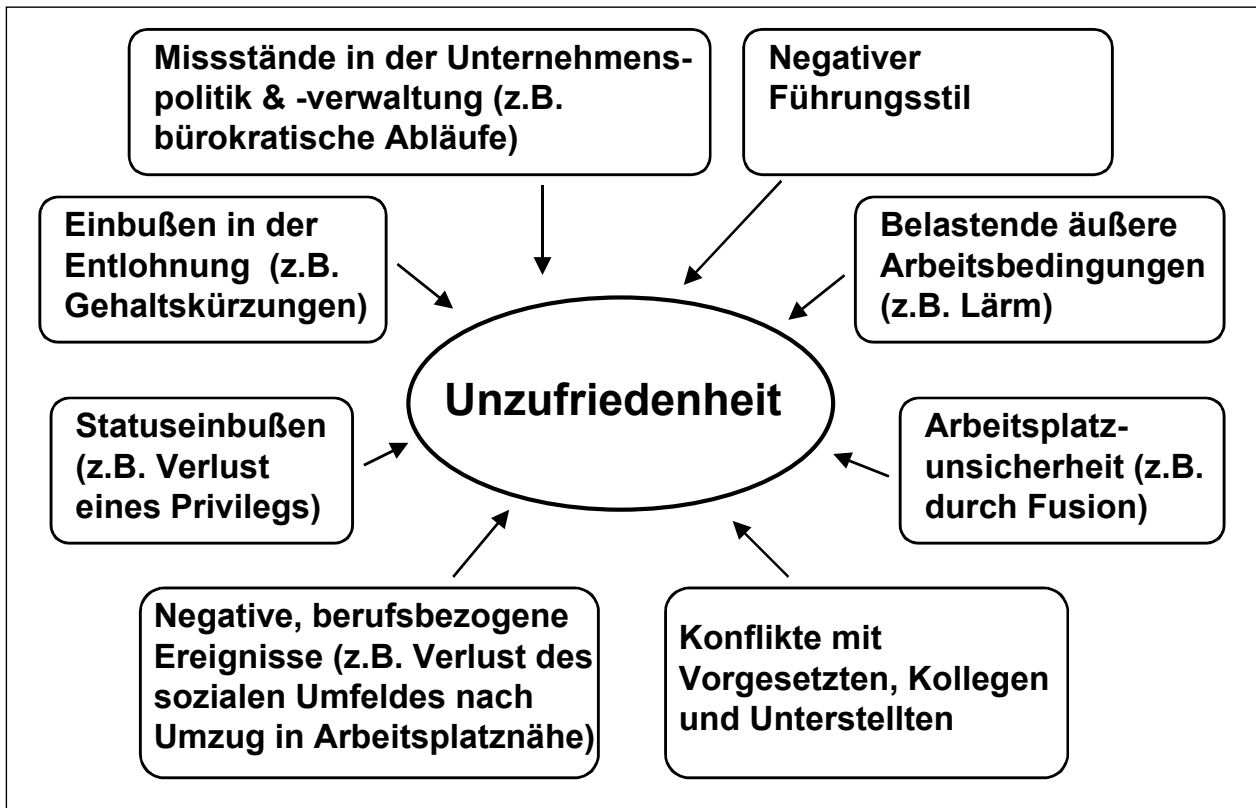 Missstände in der Unternehmens-
politik & -verwaltung (z.B.
bürokratische Abläufe)
Negativer
Führungsstil
Einbußen in der
Entlohnung (z.B.
Gehaltskürzungen)
Belastende äußere
Arbeitsbedingungen
(z.B. Lärm)
Unzufriedenheit
Statuseinbußen
(z.B. Verlust
eines Privilegs)
Arbeitsplatz-
unsicherheit (z.B.
durch Fusion)
Negative, berufsbezogene
Ereignisse (z.B. Verlust des
sozialen Umfeldes nach
Umzug in Arbeitsplatznähe)
Konflikte mit
Vorgesetzten, Kollegen
und Unterstellten